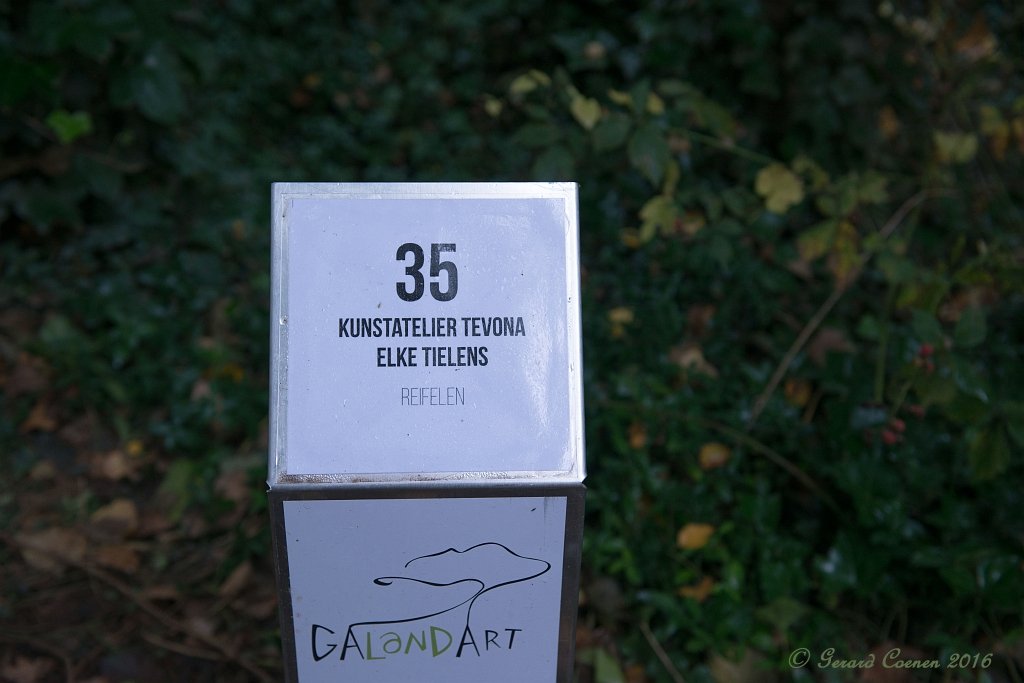 35
KUNSTATELIER TEVONA
ELKE TIELENS
REIFELEN
GALANDART
© Gerard Coenen 2016